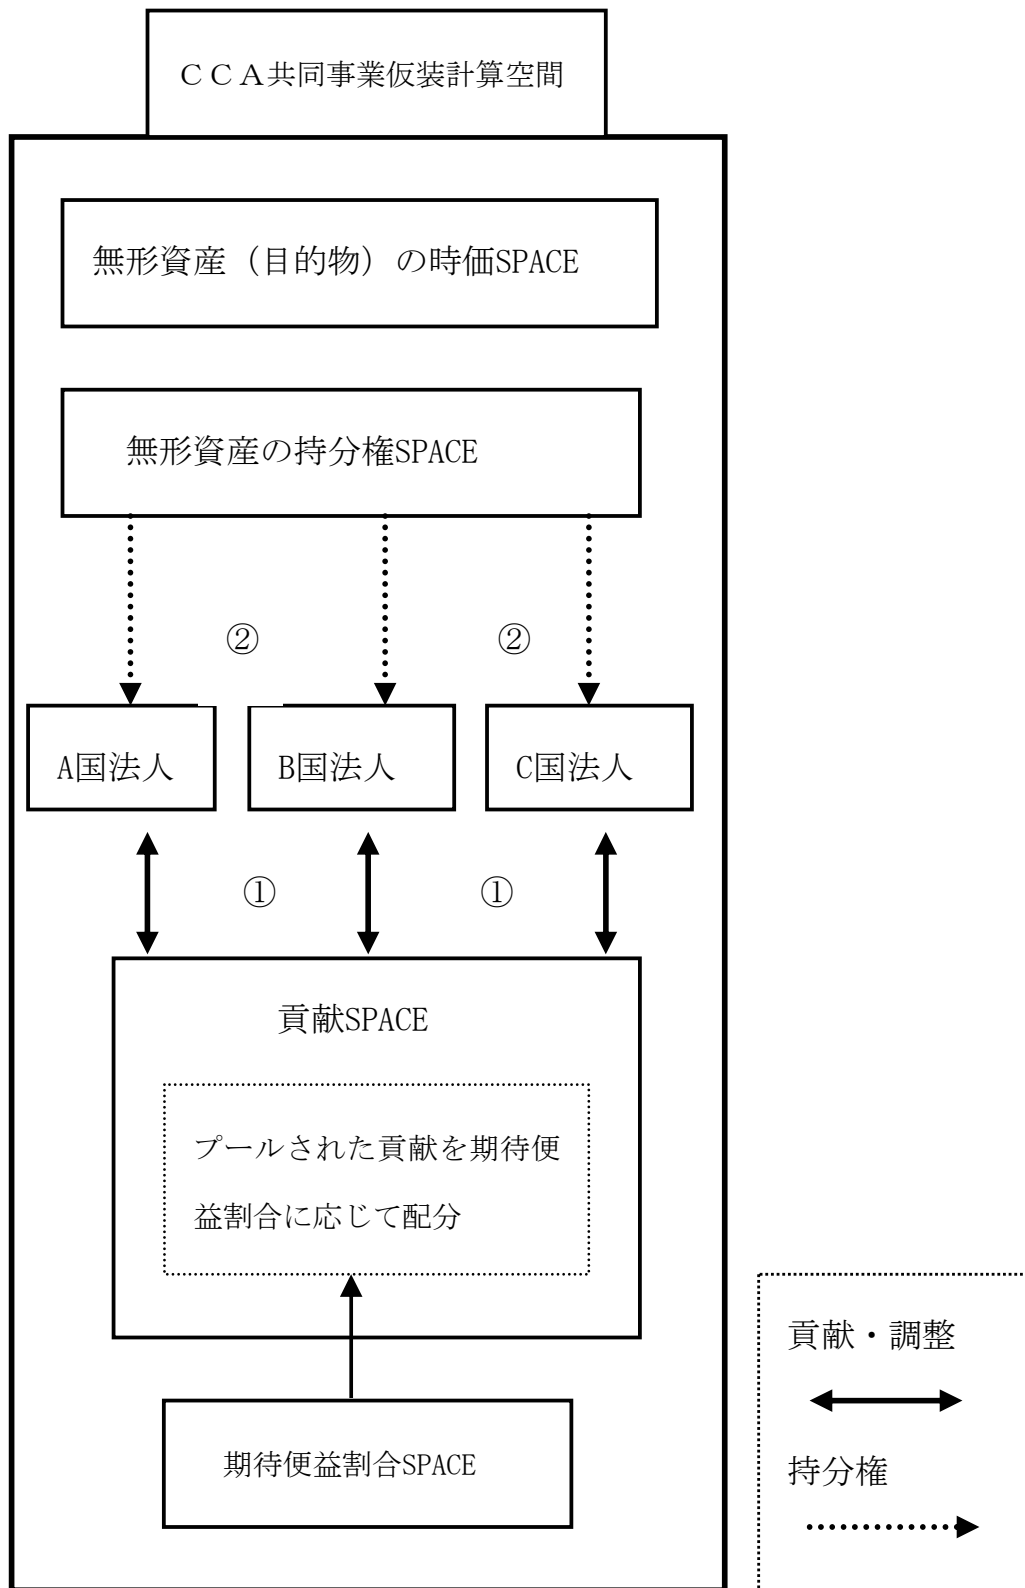 ＣＣＡ共同事業仮装計算空間
無形資産（目的物）の時価SPACE
無形資産の持分権SPACE
② ②
A国法人 B国法人 C国法人
① ①
貢献SPACE
プールされた貢献を期待便
益割合に応じて配分
期待便益割合SPACE
貢献・調整
持分権